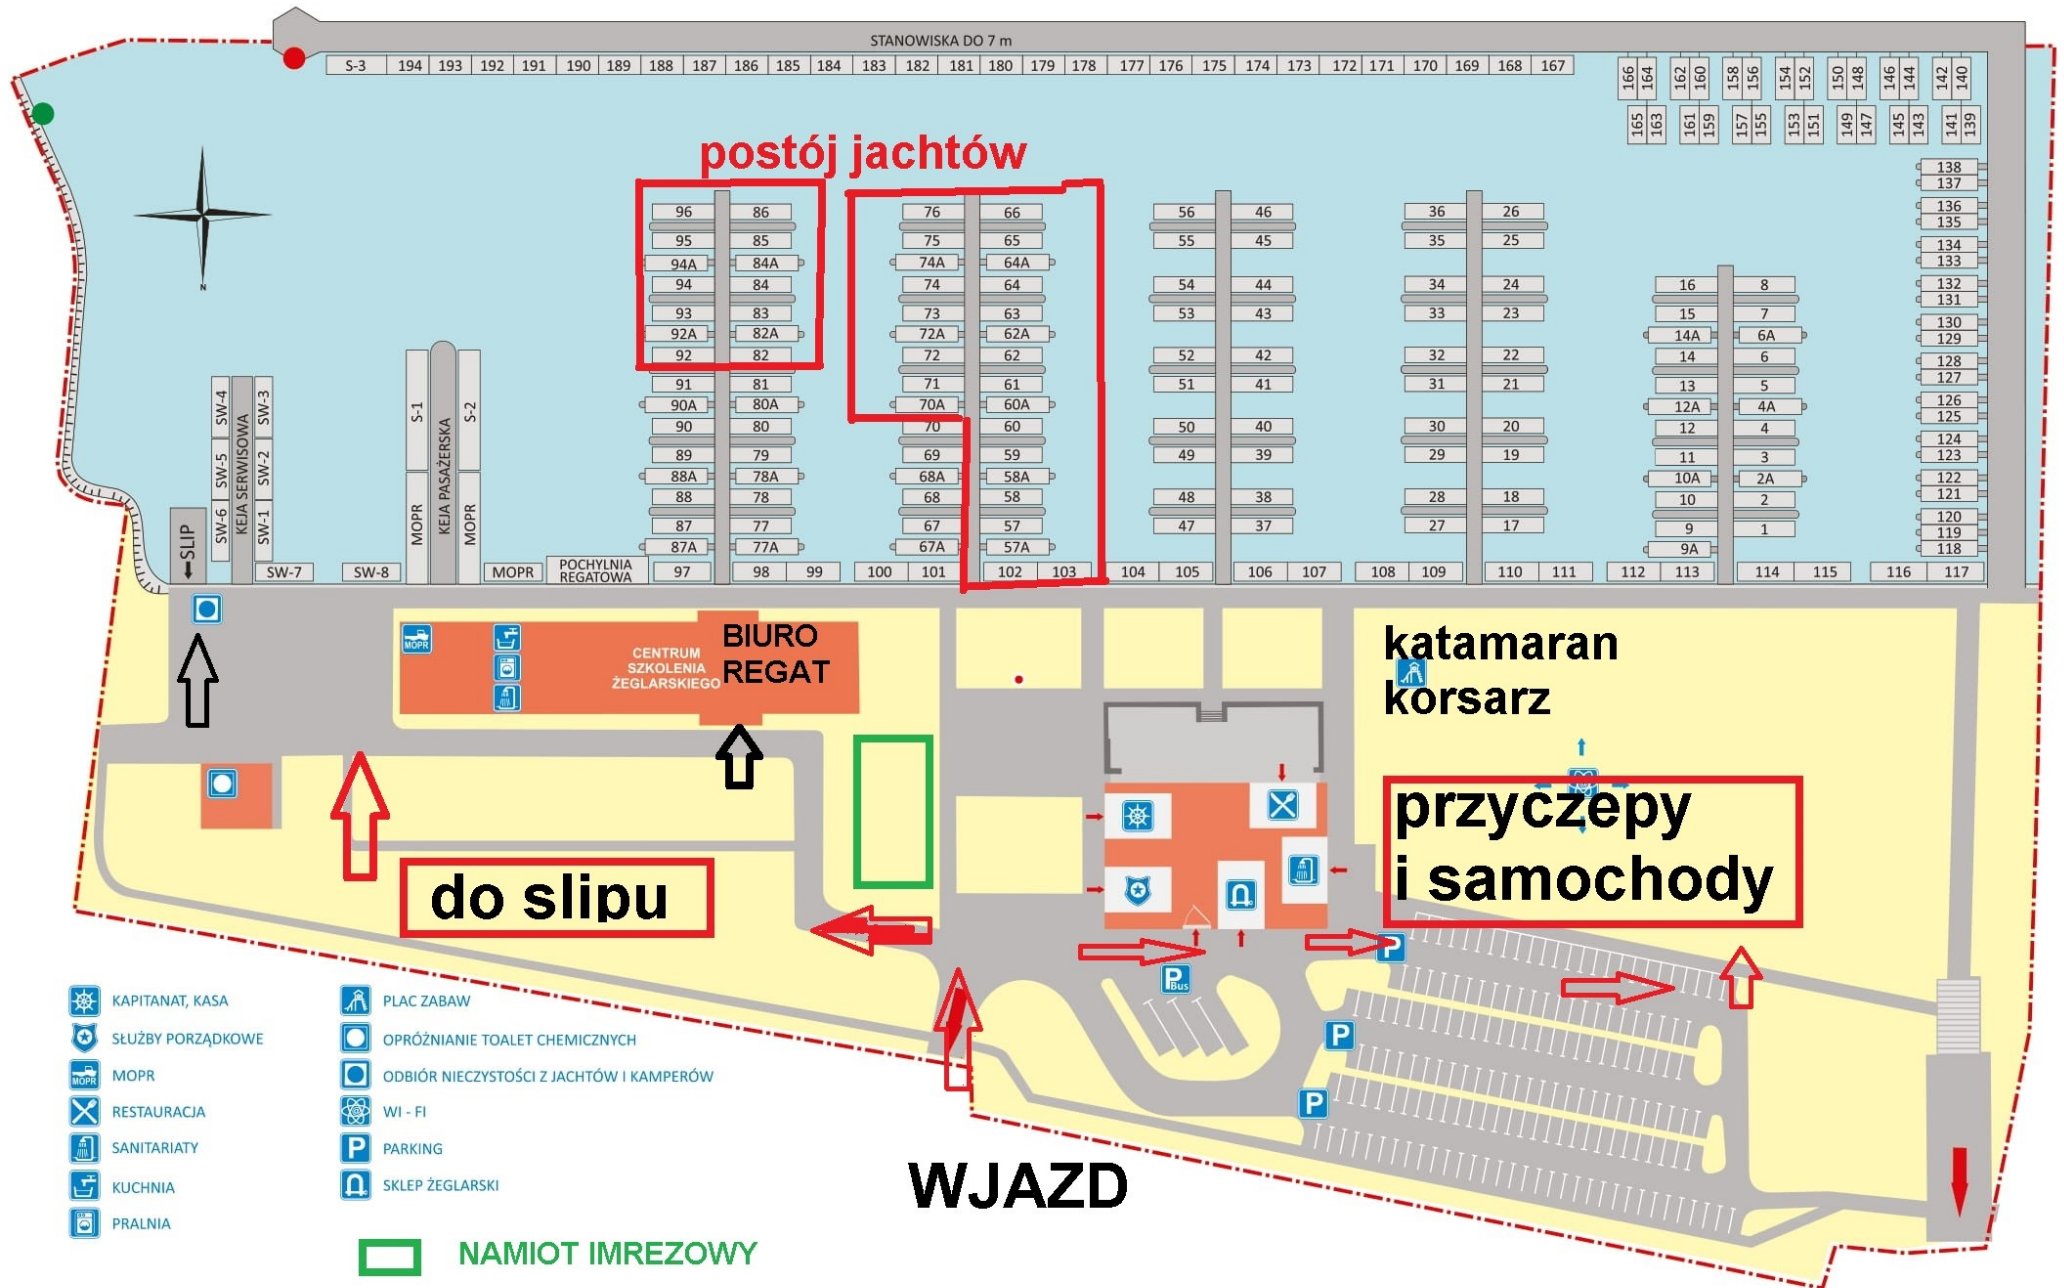 STANOWISKA DO 7 m
S-3 194 193 192 191 190 189 188 187 186 185 184 183 182 181 180 179 178 177 176 175 174 173 172 171 170 169 168 167
166 164 162 160 158 156 154 152 150 148 146 144 142 140
165 163 161 159 157 155 153 151 149 147 145 143 141 139
postój jachtów
138
137
136
135
134
133
132
131
130
129
128
127
126
125
124
123
122
121
120
119
118
96 86
95 85
94A 84A
94 84
93 83
92A 82A
92 82
91 81
90A 80A
90 80
89 79
88A 78A
88 78
87 77
87A 77A
76 66
75 65
74A 64A
74 64
73 63
72A 62A
72 62
71 61
70A 60A
70 60
69 59
68A 58A
68 58
67 57
67A 57A
56 46
55 45
54 44
53 43
52 42
51 41
50 40
49 39
48 38
47 37
36 26
35 25
34 24
33 23
32 22
31 21
30 20
29 19
28 18
27 17
16 8
15 7
14A 6A
14 6
13 5
12A 4A
12 4
11 3
10A 2A
10 2
9 1
9A
N
SLIP
SW-4
SW-5
SW-6
KEJA SERWISOWA
SW-3
SW-2
SW-1
S-1
MOPR
KEJA PASAŻERSKA
S-2
MOPR
SW-7 SW-8 MOPR
POCHYLNIA
REGATOWA
97 98 99 100 101 102 103 104 105 106 107 108 109 110 111 112 113 114 115 116 117
MOPR
CENTRUM
SZKOLENIA
ŻEGLARSKIEGO
BIURO
REGAT
katamaran
korsarz
przyczepy
i samochody
do slipu
P
P
Bus
P
P
WJAZD
KAPITANAT, KASA
SŁUŻBY PORZĄDKOWE
MOPR
MOPR
RESTAURACJA
SANITARIATY
KUCHNIA
PRALNIA
PLAC ZABAW
OPRÓŻNIANIE TOALET CHEMICZNYCH
ODBIÓR NIECZYSTOŚCI Z JACHTÓW I KAMPERÓW
WI - FI
P
PARKING
SKLEP ŻEGLARSKI
NAMIOT IMREZOWY